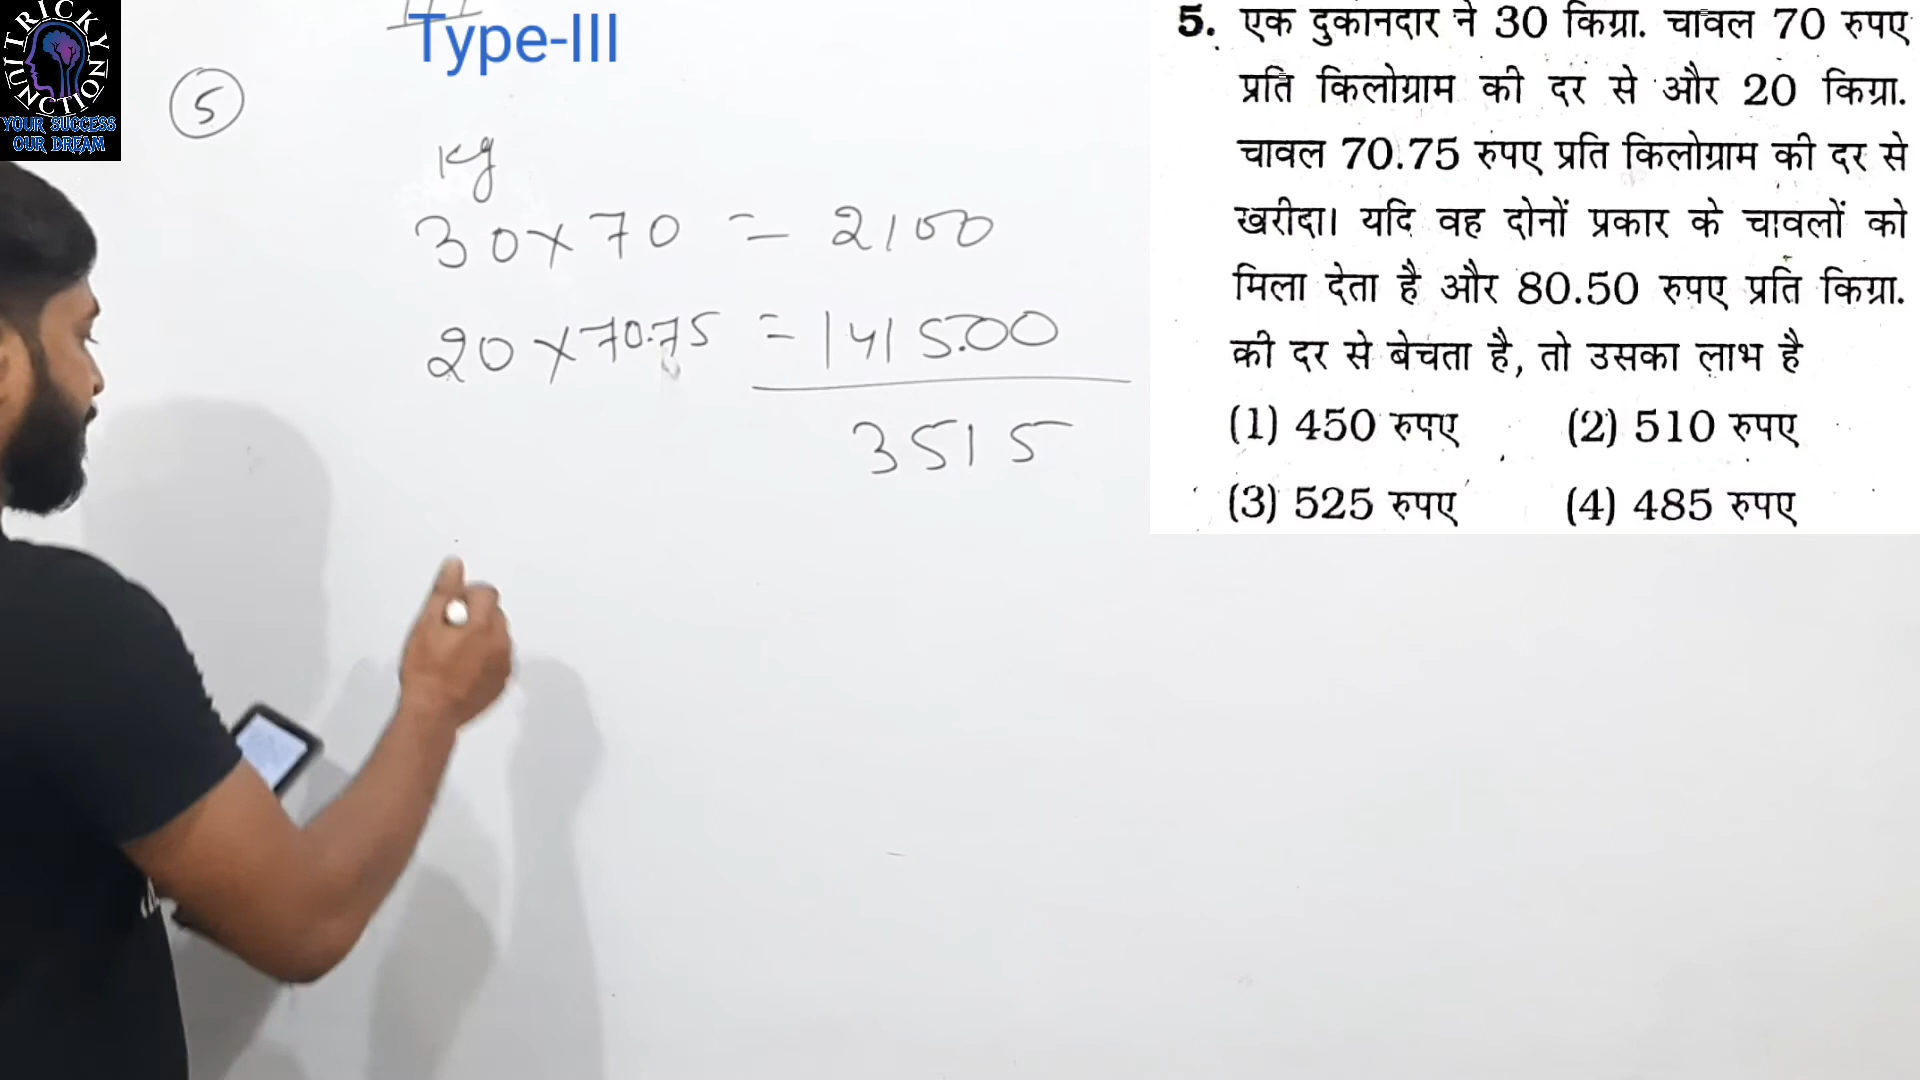 TRICKY
JUNCTION
YOUR SUCCESS
OUR DREAM
Type-III
5
Kg
30 x 70 = 2100
20 x 70.75 = 1415.00
3515
5. एक दुकानदार ने 30 किग्रा. चावल 70 रुपए
प्रति किलोग्राम की दर से और 20 किग्रा.
चावल 70.75 रुपए प्रति किलोग्राम की दर से
खरीदा। यदि वह दोनों प्रकार के चावलों को
मिला देता है और 80.50 रुपए प्रति किग्रा.
की दर से बेचता है, तो उसका लाभ है
(1) 450 रुपए (2) 510 रुपए
(3) 525 रुपए (4) 485 रुपए